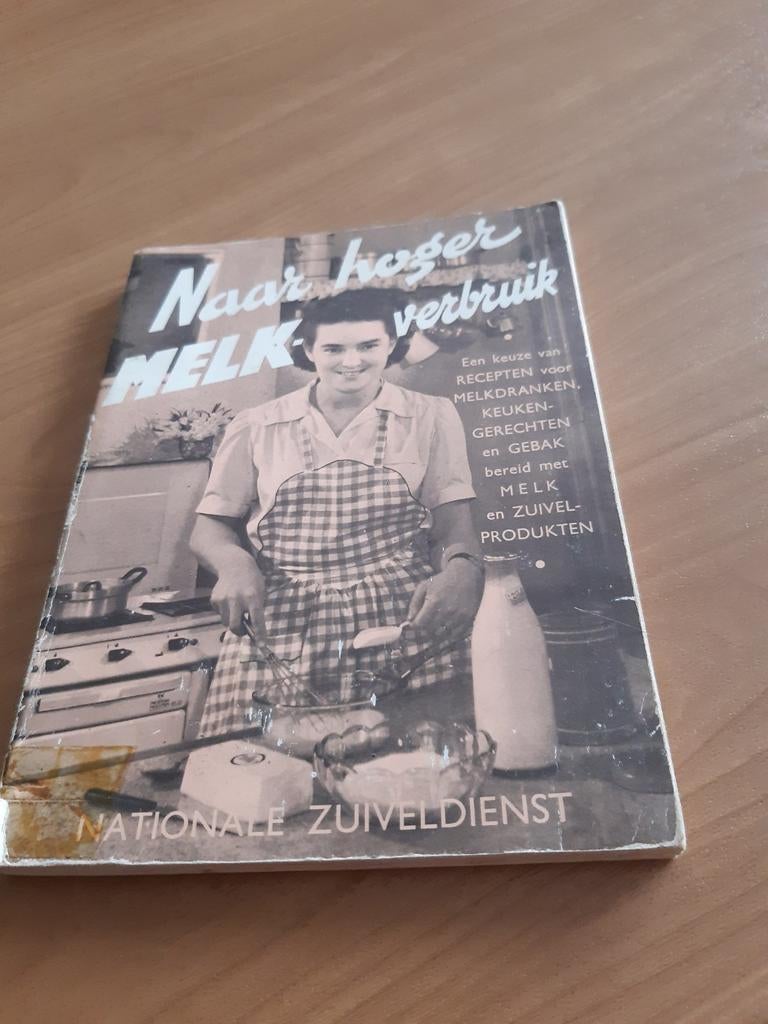 Naar hoger
MELK-verbruik
Een keuze van
RECEPTEN voor
MELKDRANKEN,
KEUKEN-
GERECHTEN
en GEBAK
bereid met
MELK
en ZUIVEL-
PRODUKTEN
NATIONALE ZUIVELDIENST